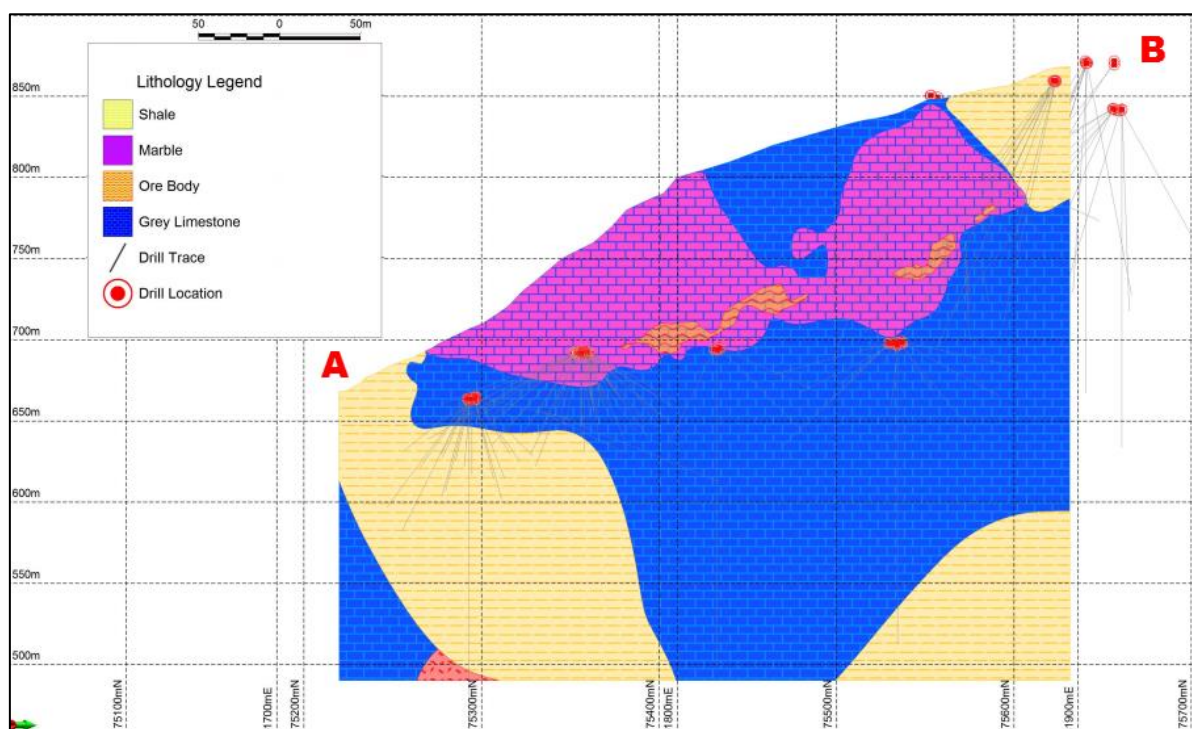 50 0 50m
B
850m
Lithology Legend
Shale
Marble
800m
Ore Body
Grey Limestone
750m
Drill Trace
Drill Location
700m
A
650m
600m
550m
500m
75100mN
1700mE
75200mN
75300mN
75400mN
1800mE
75500mN
75600mN
1900mE
75700mN